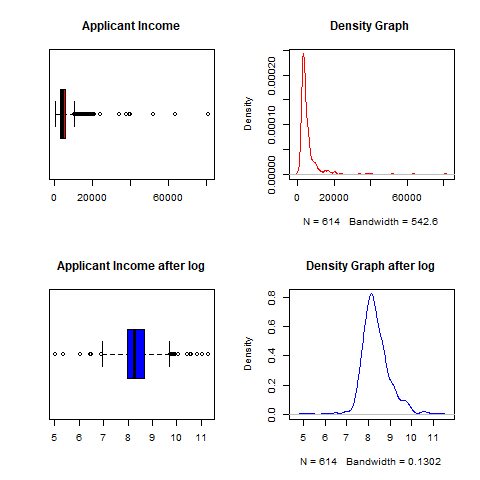 Applicant Income
0 20000 60000
Density Graph
Density
0.00000 0.00010 0.00020
0 20000 60000
N = 614 Bandwidth = 542.6
Applicant Income after log
5 6 7 8 9 10 11
Density Graph after log
Density
0.0 0.2 0.4 0.6 0.8
5 6 7 8 9 10 11
N = 614 Bandwidth = 0.1302